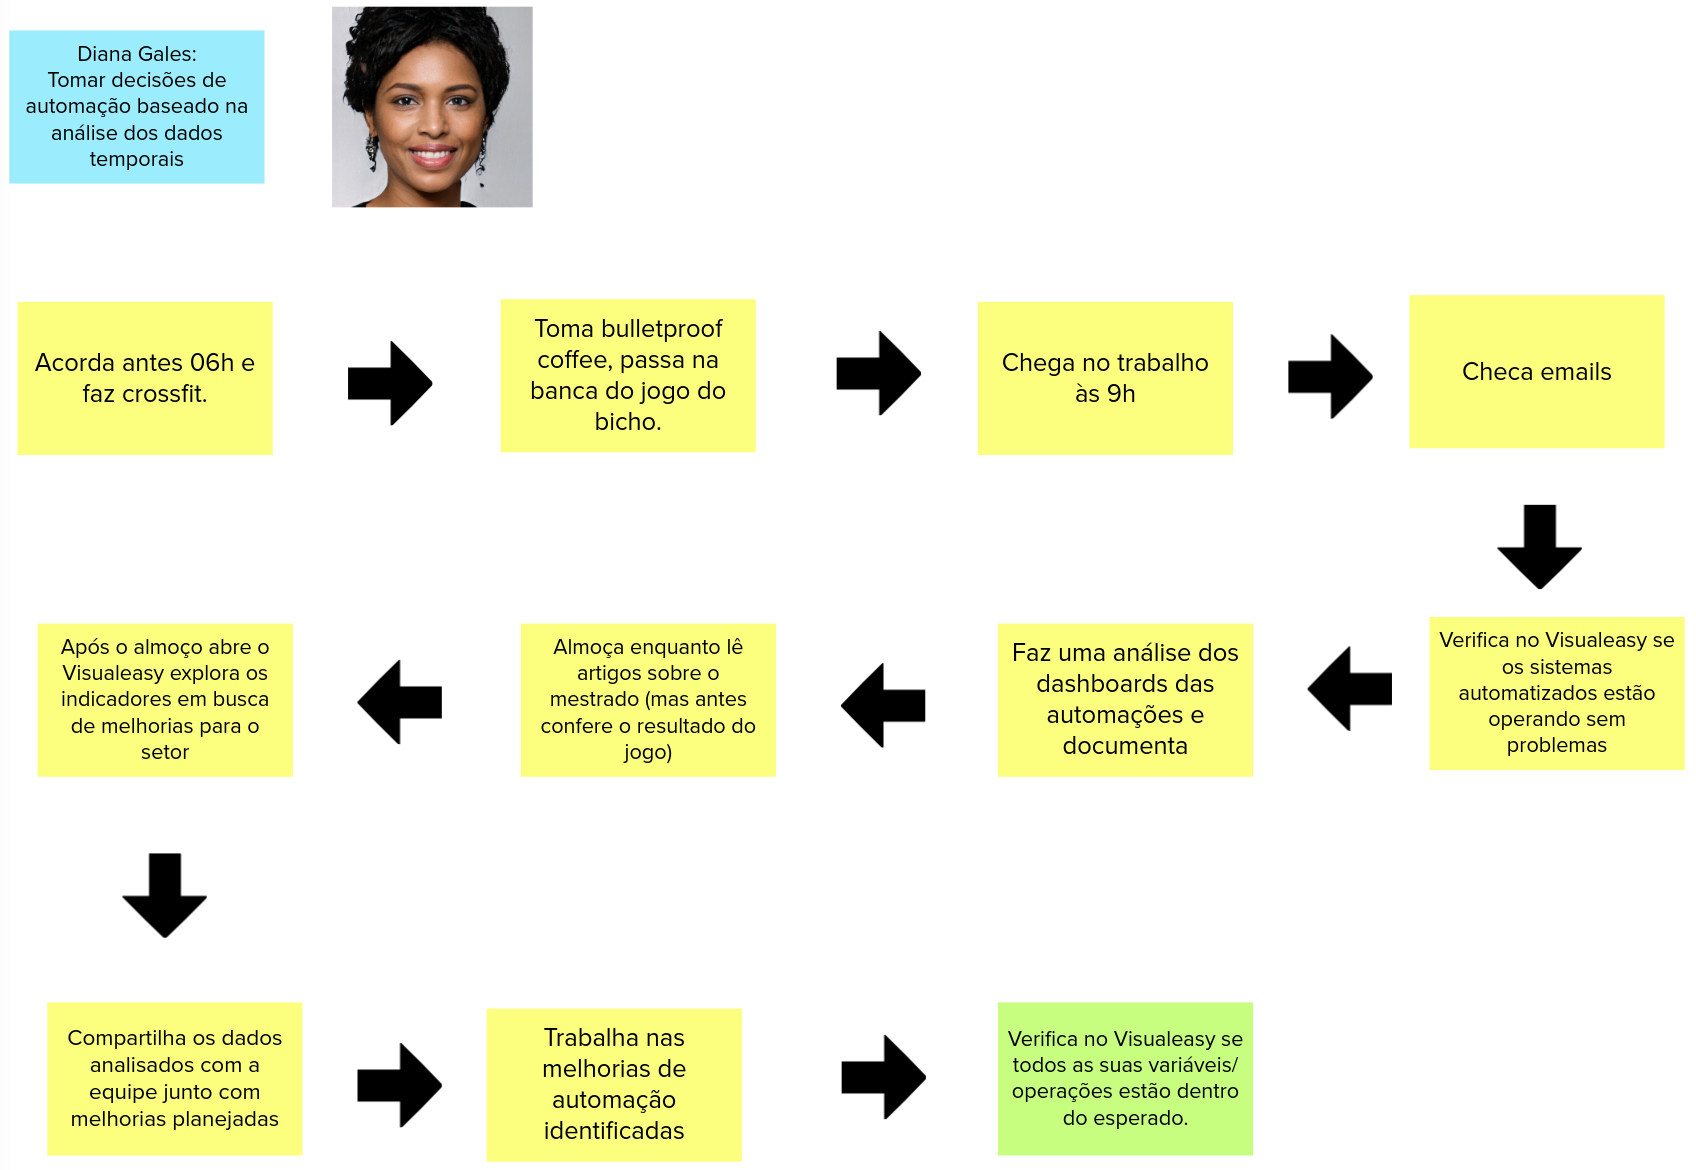 Diana Gales:
Tomar decisões de
automação baseado na
análise dos dados
temporais
Acorda antes 06h e
faz crossfit.
Toma bulletproof
coffee, passa na
banca do jogo do
bicho.
Chega no trabalho
às 9h
Checa emails
Verifica no Visualeasy se
os sistemas
automatizados estão
operando sem
problemas
Faz uma análise dos
dashboards das
automações e
documenta
Almoça enquanto lê
artigos sobre o
mestrado (mas antes
confere o resultado do
jogo)
Após o almoço abre o
Visualeasy explora os
indicadores em busca
de melhorias para o
setor
Compartilha os dados
analisados com a
equipe junto com
melhorias planejadas
Trabalha nas
melhorias de
automação
identificadas
Verifica no Visualeasy se
todos as suas variáveis/
operações estão dentro
do esperado.